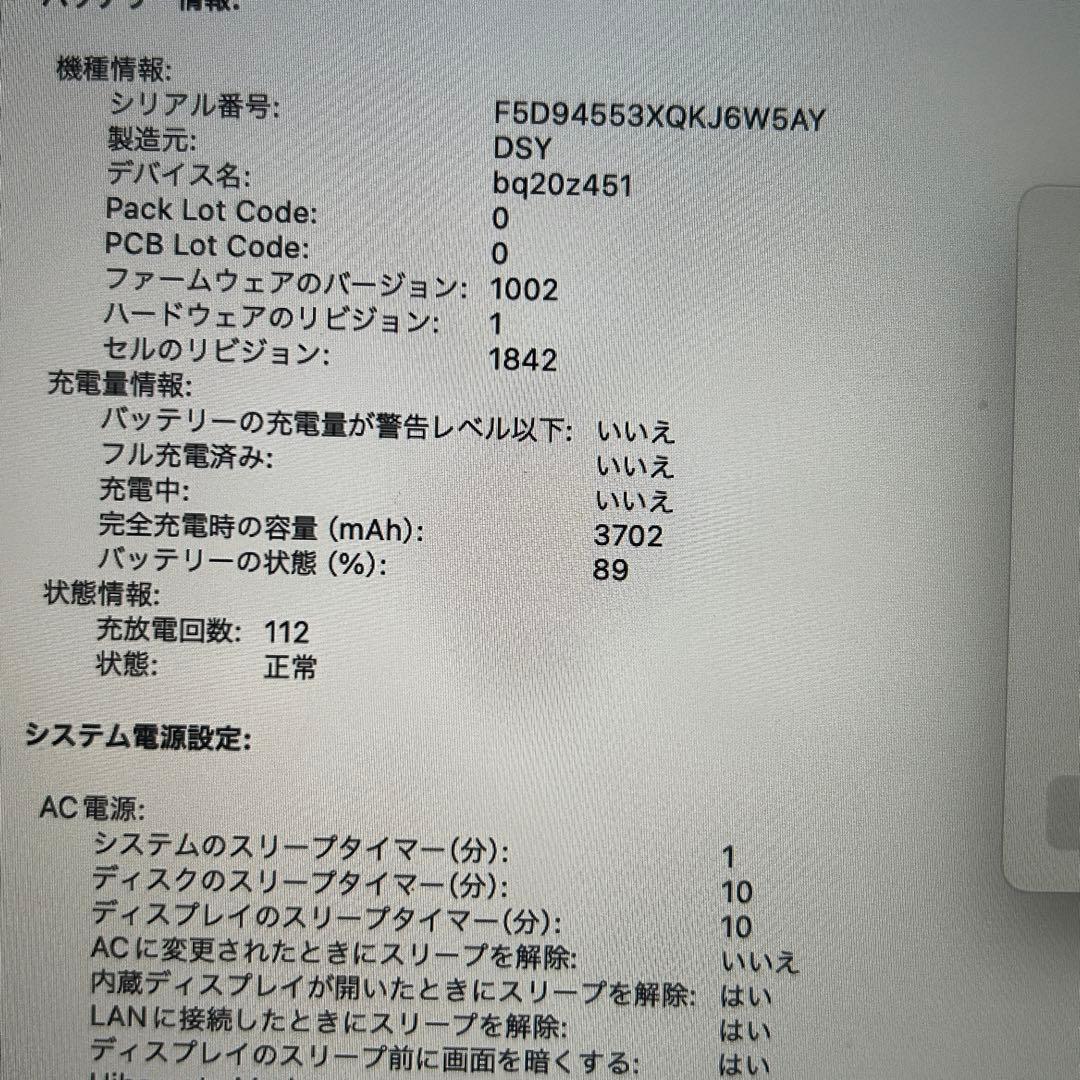 バッテリー情報:
機種情報:
シリアル番号: F5D94553XQKJ6W5AY
製造元: DSY
デバイス名: bq20z451
Pack Lot Code: 0
PCB Lot Code: 0
ファームウェアのバージョン: 1002
ハードウェアのリビジョン: 1
セルのリビジョン: 1842
充電量情報:
バッテリーの充電量が警告レベル以下: いいえ
フル充電済み: いいえ
充電中: いいえ
完全充電時の容量 (mAh): 3702
バッテリーの状態 (%): 89
状態情報:
充放電回数: 112
状態: 正常
システム電源設定:
AC電源:
システムのスリープタイマー(分): 1
ディスクのスリープタイマー(分): 10
ディスプレイのスリープタイマー(分): 10
ACに変更されたときにスリープを解除: いいえ
内蔵ディスプレイが開いたときにスリープを解除: はい
LANに接続したときにスリープを解除: はい
ディスプレイのスリープ前に画面を暗くする: はい